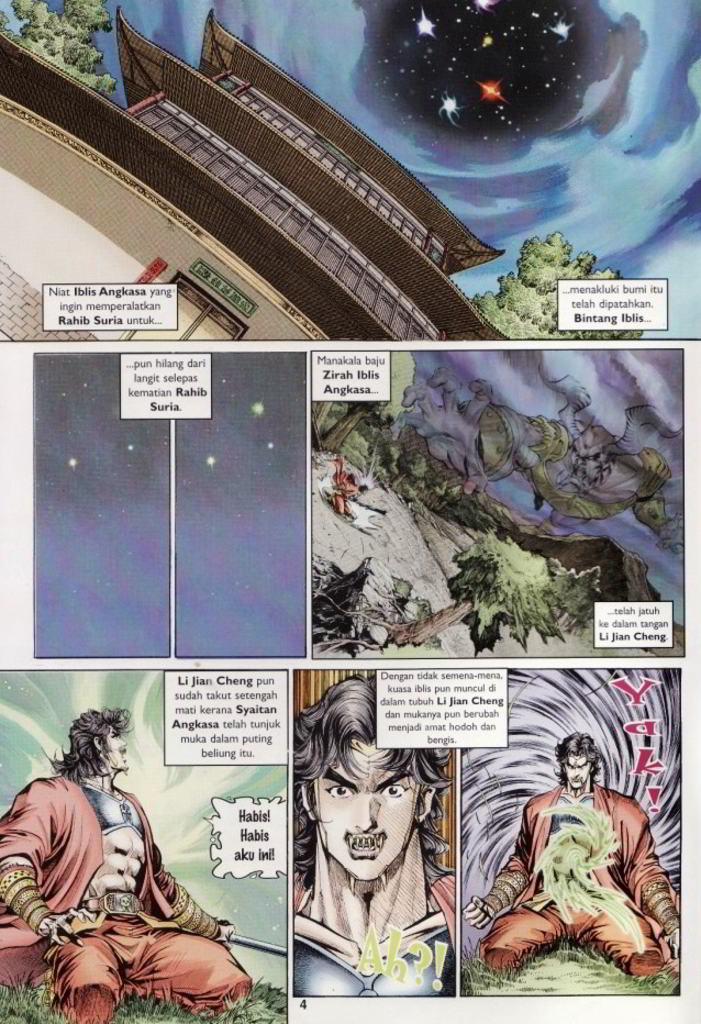 Niat Iblis Angkasa yang
ingin memperalatkan
Rahib Suria untuk...
...menakluki bumi itu
telah dipatahkan.
Bintang Iblis...
...pun hilang dari
langit selepas
kematian Rahib
Suria.
Manakala baju
Zirah Iblis
Angkasa...
...telah jatuh
ke dalam tangan
Li Jian Cheng.
Li Jian Cheng pun
sudah takut setengah
mati kerana Syaitan
Angkasa telah tunjuk
muka dalam puting
beliung itu.
Habis!
Habis
aku ini!
Dengan tidak semena-mena,
kuasa iblis pun muncul di
dalam tubuh Li Jian Cheng
dan mukanya pun berubah
menjadi amat hodoh dan
bengis.
Ah?!
Yak!
4